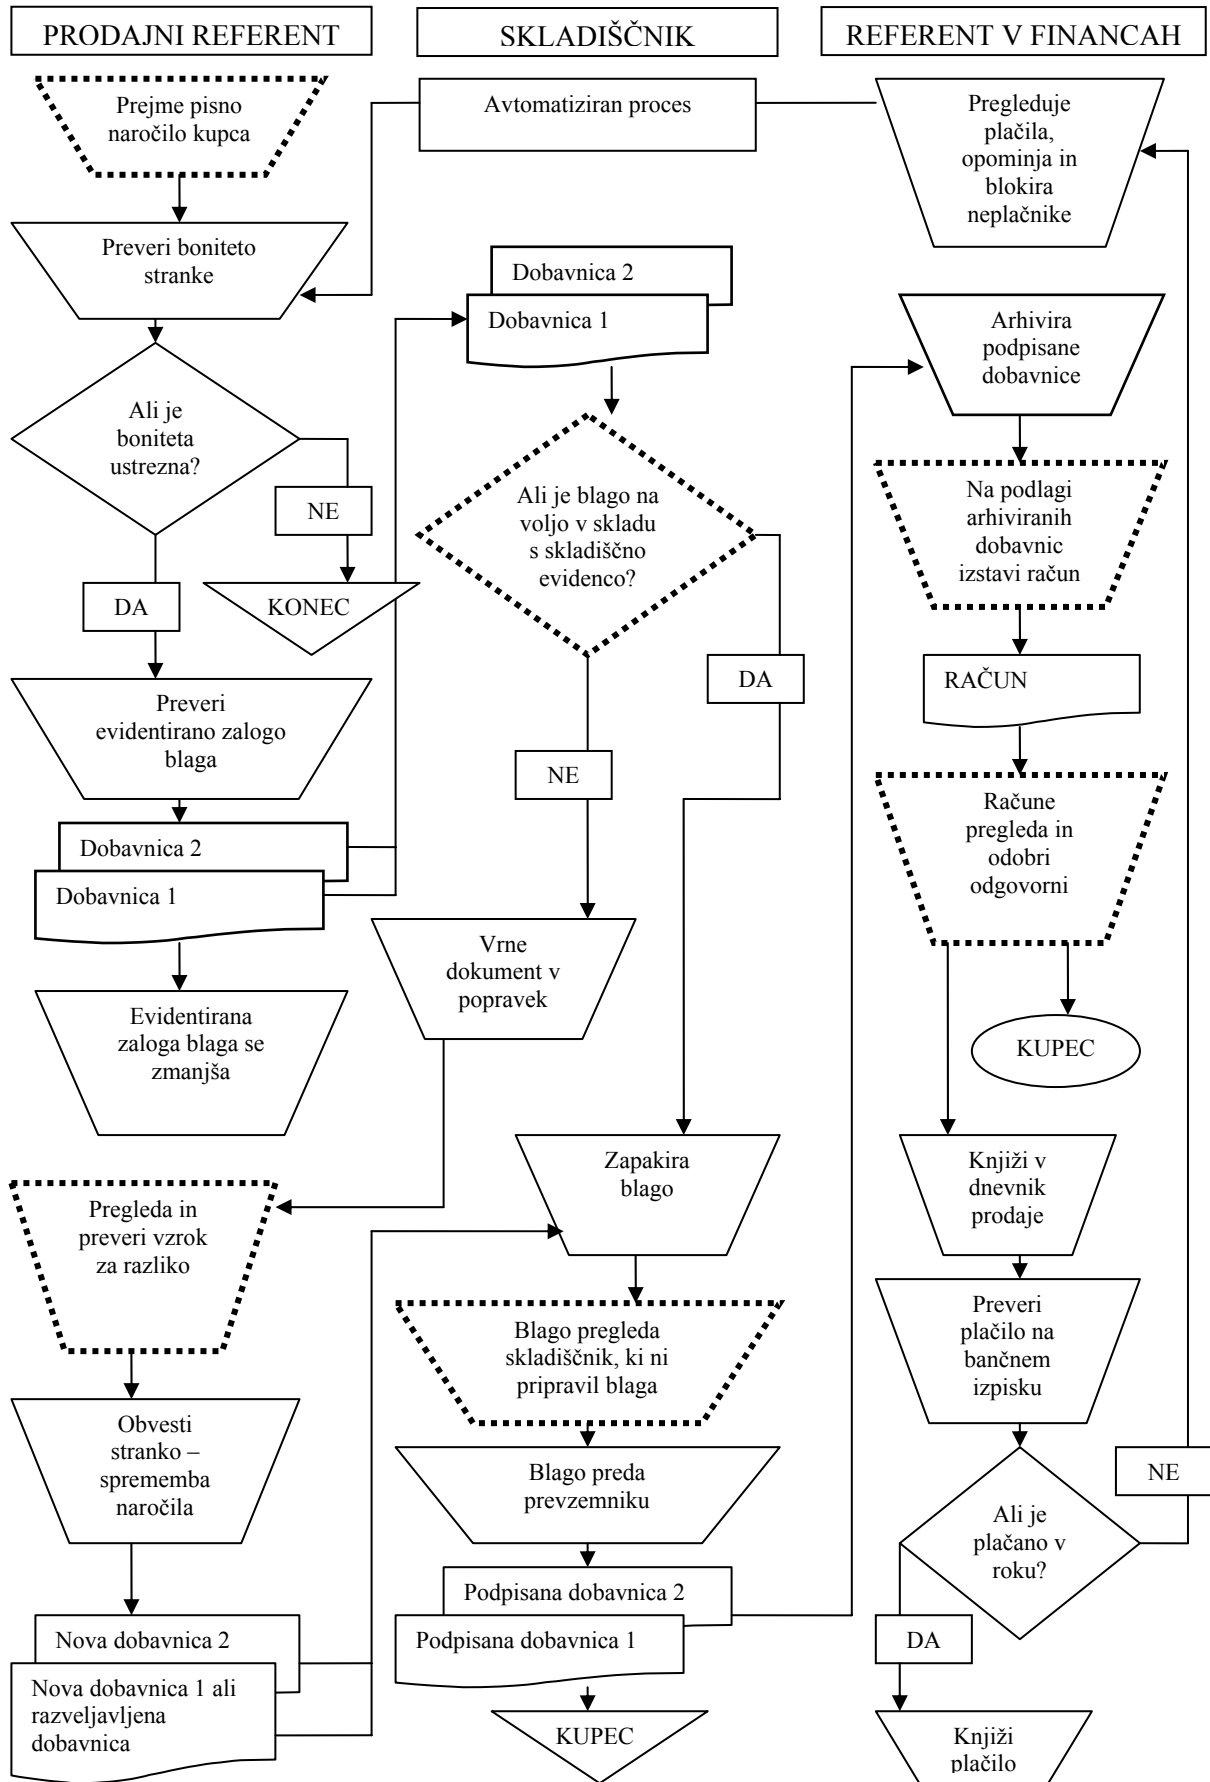 PRODAJNI REFERENT
Prejme pisno
naročilo kupca
Preveri boniteto
stranke
Ali je
boniteta
ustrezna?
NE
DA
KONEC
Preveri
evidentirano zalogo
blaga
Dobavnica 2
Dobavnica 1
Evidentirana
zaloga blaga se
zmanjša
Pregleda in
preveri vzrok
za razliko
Obvesti
stranko –
sprememba
naročila
Nova dobavnica 2
Nova dobavnica 1 ali
razveljavljena
dobavnica
SKLADIŠČNIK
Avtomatiziran proces
Dobavnica 2
Dobavnica 1
Ali je blago na
voljo v skladu
s skladiščno
evidenco?
DA
NE
Vrne
dokument v
popravek
Zapakira
blago
Blago pregleda
skladiščnik, ki ni
pripravil blaga
Blago preda
prevzemniku
Podpisana dobavnica 2
Podpisana dobavnica 1
KUPEC
REFERENT V FINANCAH
Pregleduje
plačila,
opominja in
blokira
neplačnike
Arhivira
podpisane
dobavnice
Na podlagi
arhiviranih
dobavnic
izstavi račun
RAČUN
Račune
pregleda in
odobri
odgovorni
KUPEC
Knjiži v
dnevnik
prodaje
Preveri
plačilo na
bančnem
izpisku
NE
Ali je
plačano v
roku?
DA
Knjiži
plačilo